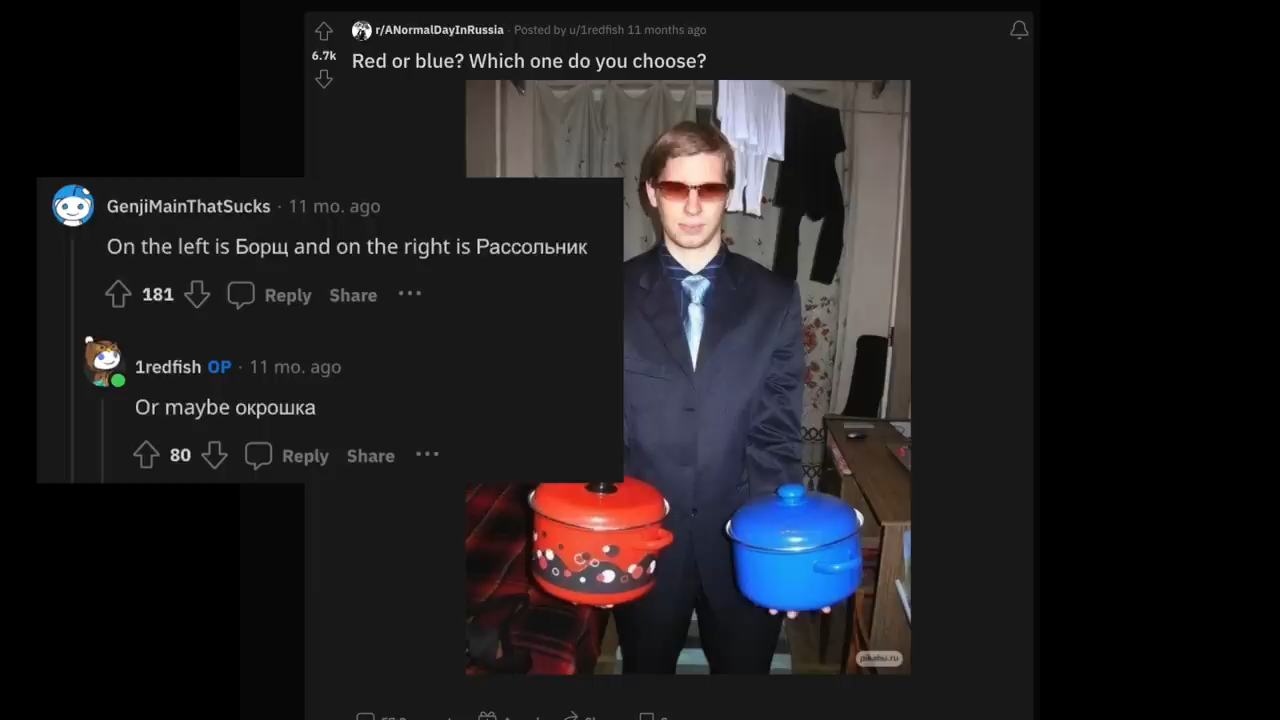 r/ANormalDayInRussia · Posted by u/1redfish 11 months ago
6.7k
Red or blue? Which one do you choose?
GenjiMainThatSucks · 11 mo. ago
On the left is Борщ and on the right is Рассольник
181 Reply Share ···
1redfish OP · 11 mo. ago
Or maybe окрошка
80 Reply Share ···
pikabu.ru